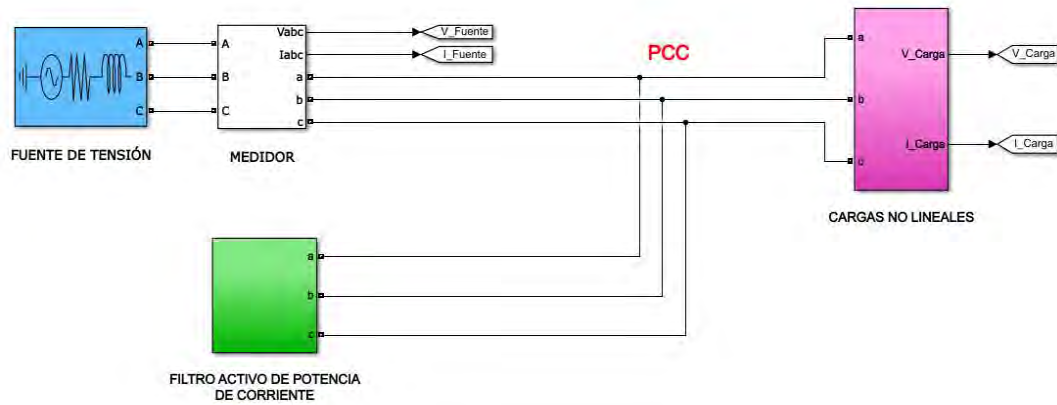 A
B
C
FUENTE DE TENSIÓN
A
B
C
Vabc
Iabc
a
b
c
MEDIDOR
V_Fuente
I_Fuente
PCC
a
b
c
V_Carga
I_Carga
V_Carga
I_Carga
CARGAS NO LINEALES
a
b
c
FILTRO ACTIVO DE POTENCIA
DE CORRIENTE